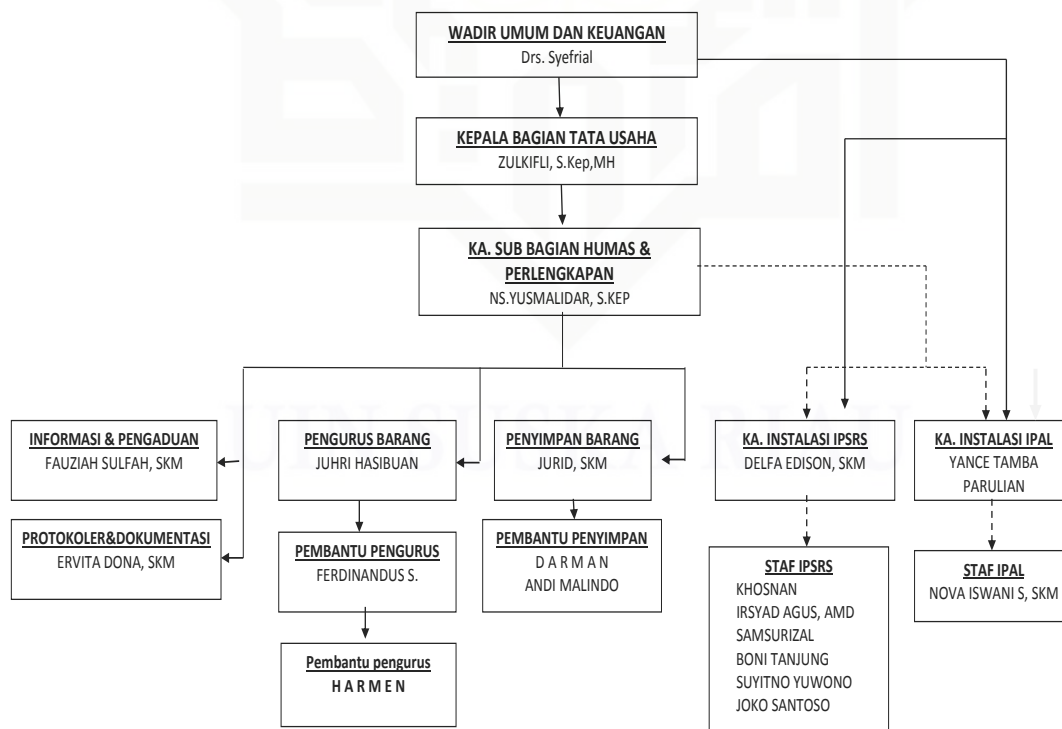 WADIR UMUM DAN KEUANGAN
Drs. Syefrial
KEPALA BAGIAN TATA USAHA
ZULKIFLI, S.Kep,MH
KA. SUB BAGIAN HUMAS &
PERLENGKAPAN
NS.YUSMALIDAR, S.KEP
INFORMASI & PENGADUAN
FAUZIAH SULFAH, SKM
PROTOKOLER&DOKUMENTASI
ERVITA DONA, SKM
PENGURUS BARANG
JUHRI HASIBUAN
PEMBANTU PENGURUS
FERDINANDUS S.
Pembantu pengurus
H A R M E N
PENYIMPAN BARANG
JURID, SKM
PEMBANTU PENYIMPAN
D A R M A N
ANDI MALINDO
KA. INSTALASI IPSRS
DELFA EDISON, SKM
STAF IPSRS
KHOSNAN
IRSYAD AGUS, AMD
SAMSURIZAL
BONI TANJUNG
SUYITNO YUWONO
JOKO SANTOSO
KA. INSTALASI IPAL
YANCE TAMBA
PARULIAN
STAF IPAL
NOVA ISWANI S, SKM
UIN SUSKA RIAU